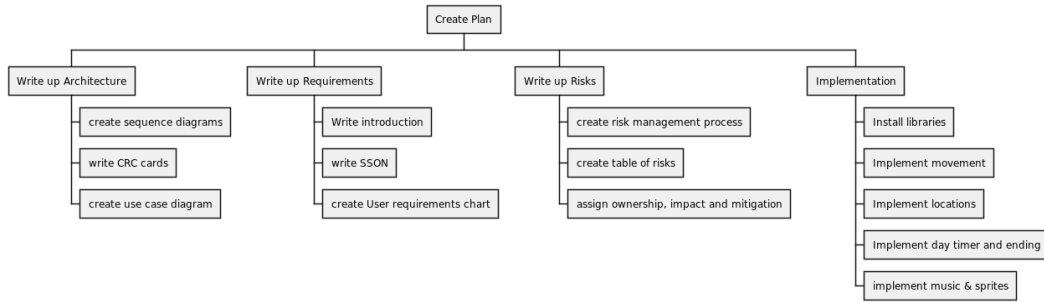 Create Plan
Write up Architecture
create sequence diagrams
write CRC cards
create use case diagram
Write up Requirements
Write introduction
write SSON
create User requirements chart
Write up Risks
create risk management process
create table of risks
assign ownership, impact and mitigation
Implementation
Install libraries
Implement movement
Implement locations
Implement day timer and ending
implement music & sprites